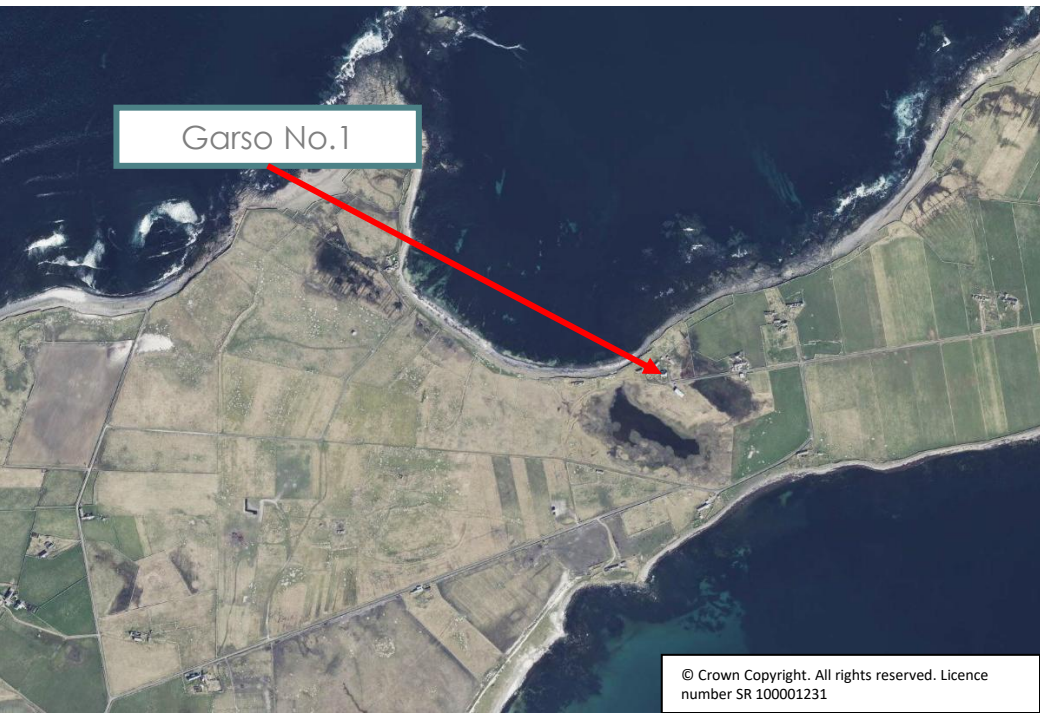 Garso No.1
© Crown Copyright. All rights reserved. Licence
number SR 100001231